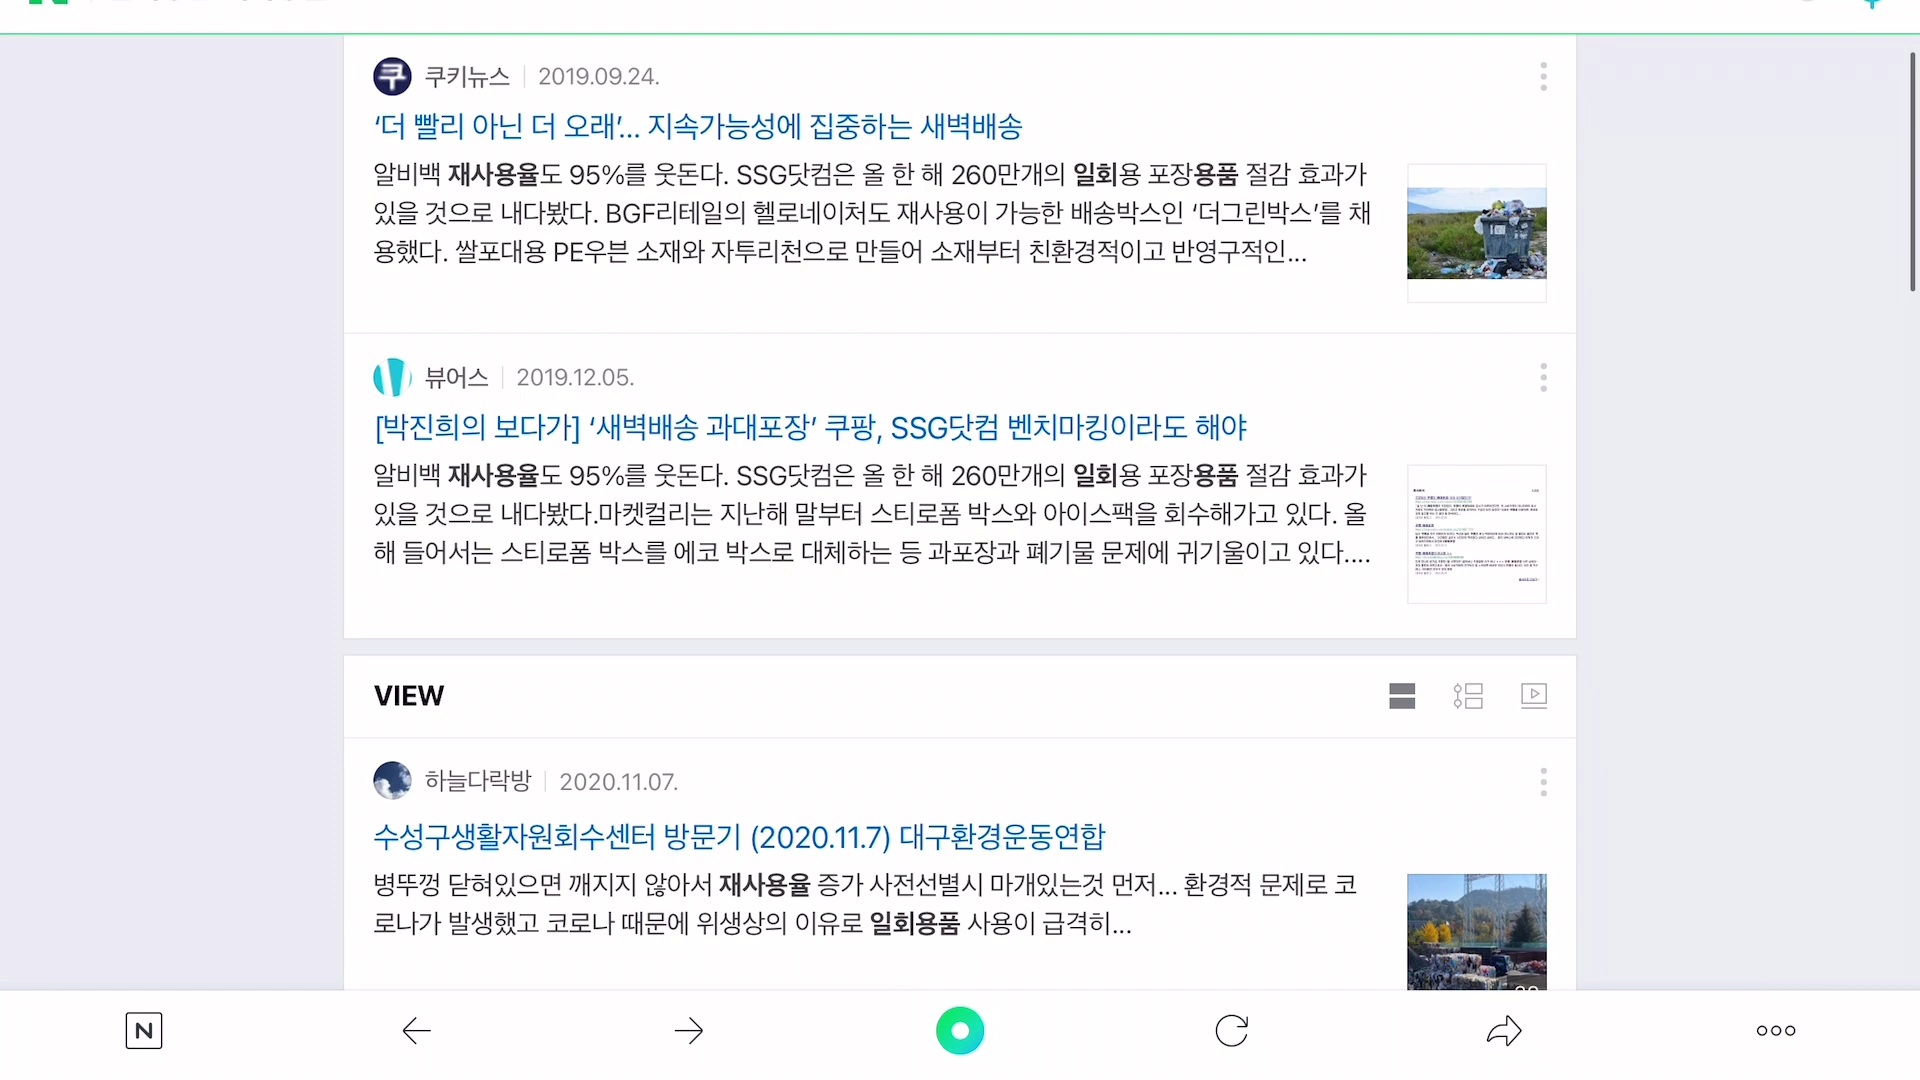 쿠키뉴스 2019.09.24.
‘더 빨리 아닌 더 오래’... 지속가능성에 집중하는 새벽배송
알비백 재사용율도 95%를 웃돈다. SSG닷컴은 올 한 해 260만개의 일회용 포장용품 절감 효과가
있을 것으로 내다봤다. BGF리테일의 헬로네이처도 재사용이 가능한 배송박스인 ‘더그린박스’를 채
용했다. 쌀포대용 PE우븐 소재와 자투리천으로 만들어 소재부터 친환경적이고 반영구적인...
뷰어스 2019.12.05.
[박진희의 보다가] ‘새벽배송 과대포장’ 쿠팡, SSG닷컴 벤치마킹이라도 해야
알비백 재사용율도 95%를 웃돈다. SSG닷컴은 올 한 해 260만개의 일회용 포장용품 절감 효과가
있을 것으로 내다봤다.마켓컬리는 지난해 말부터 스티로폼 박스와 아이스팩을 회수해가고 있다. 올
해 들어서는 스티로폼 박스를 에코 박스로 대체하는 등 과포장과 폐기물 문제에 귀기울이고 있다....
VIEW
하늘다락방 2020.11.07.
수성구생활자원회수센터 방문기 (2020.11.7) 대구환경운동연합
병뚜껑 닫혀있으면 깨지지 않아서 재사용율 증가 사전선별시 마개있는것 먼저... 환경적 문제로 코
로나가 발생했고 코로나 때문에 위생상의 이유로 일회용품 사용이 급격히...
N